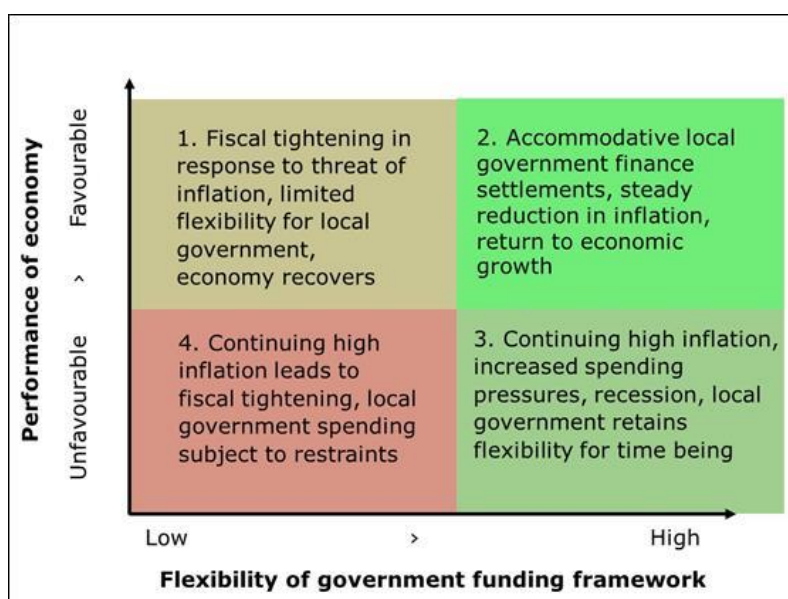 Performance of economy
Favourable
>
Unfavourable
1. Fiscal tightening in
response to threat of
inflation, limited
flexibility for local
government,
economy recovers
2. Accommodative local
government finance
settlements, steady
reduction in inflation,
return to economic
growth
4. Continuing high
inflation leads to
fiscal tightening, local
government spending
subject to restraints
3. Continuing high inflation,
increased spending
pressures, recession, local
government retains
flexibility for time being
Low
>
High
Flexibility of government funding framework